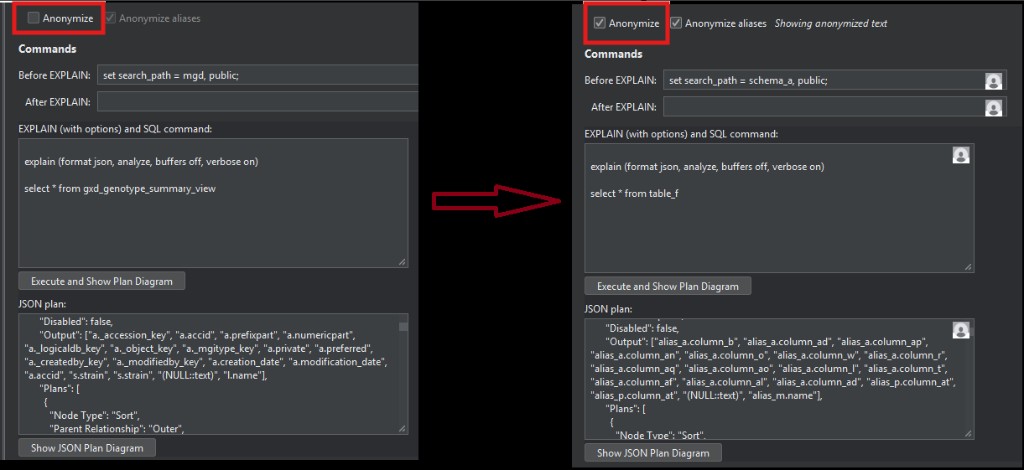 Anonymize Anonymize aliases
Commands
Before EXPLAIN: set search_path = mgd, public;
After EXPLAIN:
EXPLAIN (with options) and SQL command:
explain (format json, analyze, buffers off, verbose on)
select * from gxd_genotype_summary_view
Execute and Show Plan Diagram
JSON plan:
"Disabled": false,
"Output": ["a._accession_key", "a.accid", "a.prefixpart", "a.numericpart",
"a._logicaldb_key", "a._object_key", "a._mgitype_key", "a.private", "a.preferred",
"a._createdby_key", "a._modifiedby_key", "a.creation_date", "a.modification_date",
"a.accid", "s.strain", "s.strain", "(NULL::text)", "l.name"],
"Plans": [
{
"Node Type": "Sort",
"Parent Relationship": "Outer",
Show JSON Plan Diagram
Anonymize Anonymize aliases Showing anonymized text
Commands
Before EXPLAIN: set search_path = schema_a, public;
After EXPLAIN:
EXPLAIN (with options) and SQL command:
explain (format json, analyze, buffers off, verbose on)
select * from table_f
Execute and Show Plan Diagram
JSON plan:
"Disabled": false,
"Output": ["alias_a.column_b", "alias_a.column_ad", "alias_a.column_ap",
"alias_a.column_an", "alias_a.column_o", "alias_a.column_w", "alias_a.column_r",
"alias_a.column_aq", "alias_a.column_ao", "alias_a.column_l", "alias_a.column_t",
"alias_a.column_af", "alias_a.column_al", "alias_a.column_ad", "alias_p.column_at",
"alias_p.column_at", "(NULL::text)", "alias_m.name"],
"Plans": [
{
"Node Type": "Sort",
Show JSON Plan Diagram